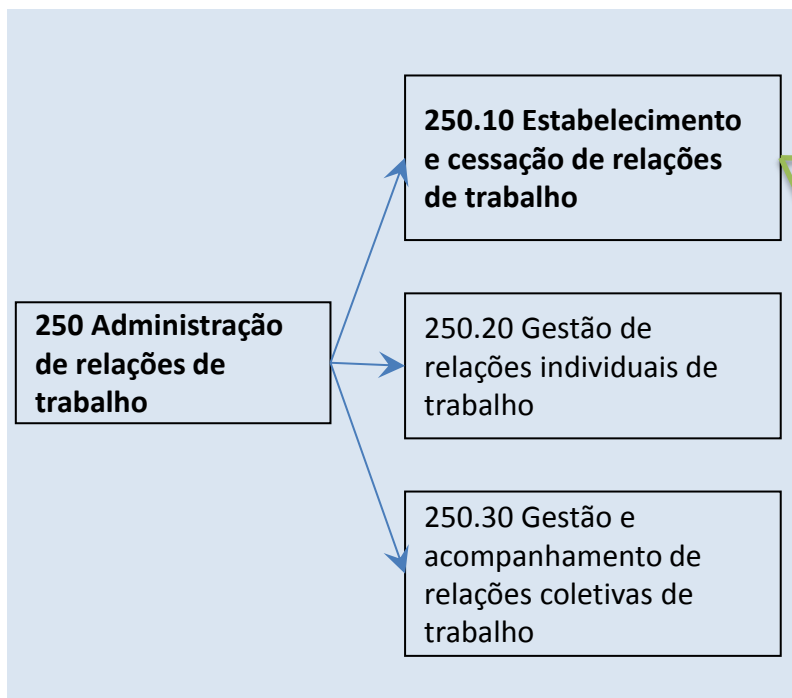 250.10 Estabelecimento
e cessação de relações
de trabalho
250 Administração
de relações de
trabalho
250.20 Gestão de
relações individuais de
trabalho
250.30 Gestão e
acompanhamento de
relações coletivas de
trabalho